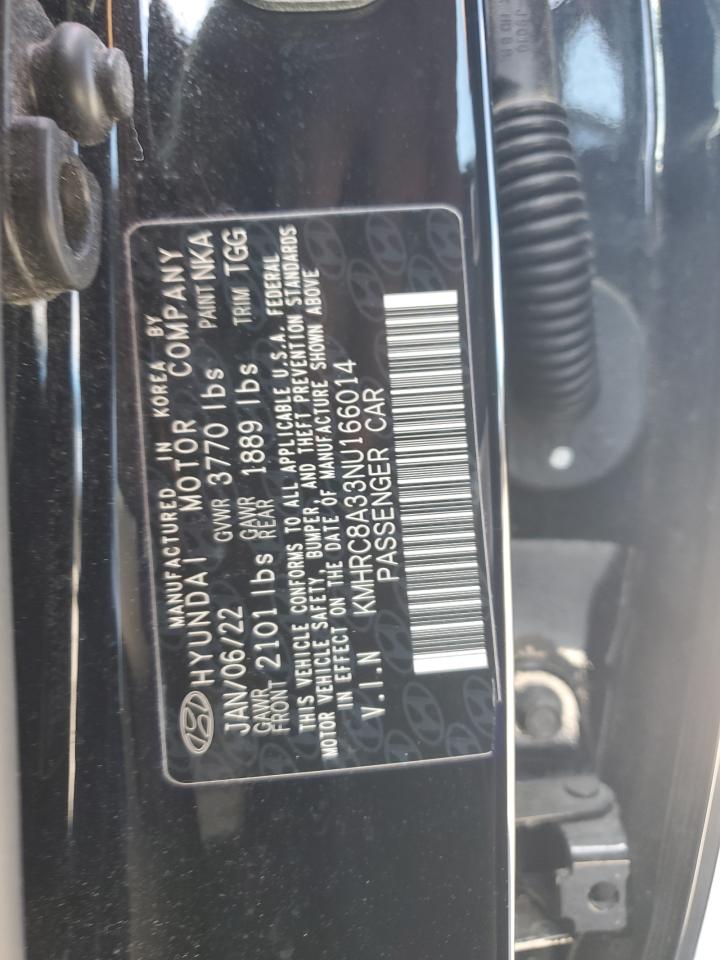 MANUFACTURED IN KOREA BY
HYUNDAI MOTOR COMPANY
JAN/06/22 GVWR 3770 lbs PAINT NKA
GAWR FRONT 2101 lbs GAWR REAR 1889 lbs TRIM TGG
THIS VEHICLE CONFORMS TO ALL APPLICABLE U.S.A. FEDERAL
MOTOR VEHICLE SAFETY, BUMPER, AND THEFT PREVENTION STANDARDS
IN EFFECT ON THE DATE OF MANUFACTURE SHOWN ABOVE
V.I.N KMHRC8A33NU166014
PASSENGER CAR